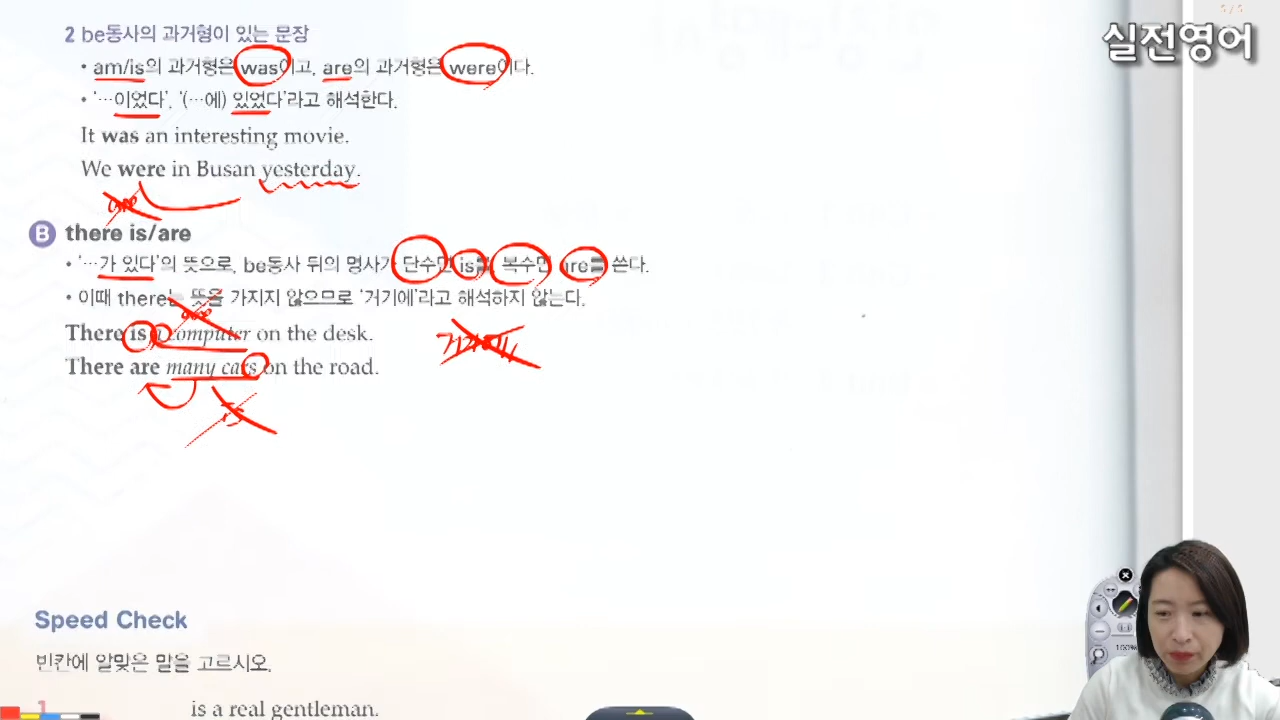 실전영어
2 be동사의 과거형이 있는 문장
• am/is의 과거형은 was이고, are의 과거형은 were이다.
• '…이었다', '(…에) 있었다'라고 해석한다.
It was an interesting movie.
We were in Busan yesterday.
are
B there is/are
• '…가 있다'의 뜻으로, be동사 뒤의 명사가 단수면 is를 복수면 are를 쓴다.
• 이때 there는 뜻을 가지지 않으므로 '거기에'라고 해석하지 않는다.
are
There is a computer on the desk.
거기에
There are many cars on the road.
is
Speed Check
빈칸에 알맞은 말을 고르시오.
1 is a real gentleman.
100%